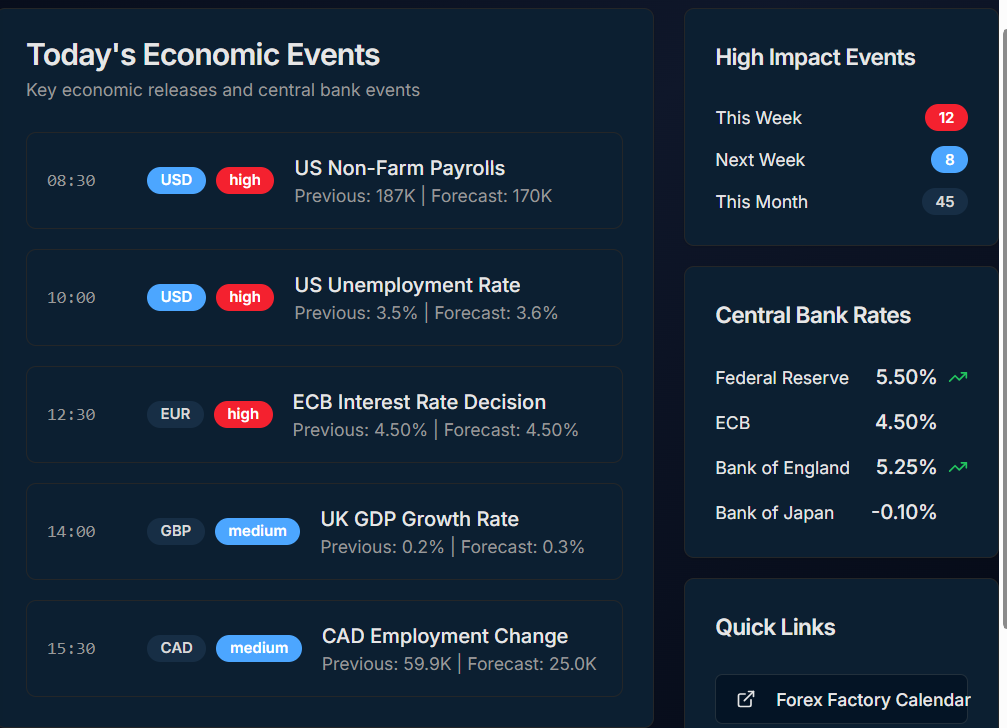 Today's Economic Events
Key economic releases and central bank events
08:30 USD high US Non-Farm Payrolls
Previous: 187K | Forecast: 170K
10:00 USD high US Unemployment Rate
Previous: 3.5% | Forecast: 3.6%
12:30 EUR high ECB Interest Rate Decision
Previous: 4.50% | Forecast: 4.50%
14:00 GBP medium UK GDP Growth Rate
Previous: 0.2% | Forecast: 0.3%
15:30 CAD medium CAD Employment Change
Previous: 59.9K | Forecast: 25.0K
High Impact Events
This Week 12
Next Week 8
This Month 45
Central Bank Rates
Federal Reserve 5.50%
ECB 4.50%
Bank of England 5.25%
Bank of Japan -0.10%
Quick Links
Forex Factory Calendar